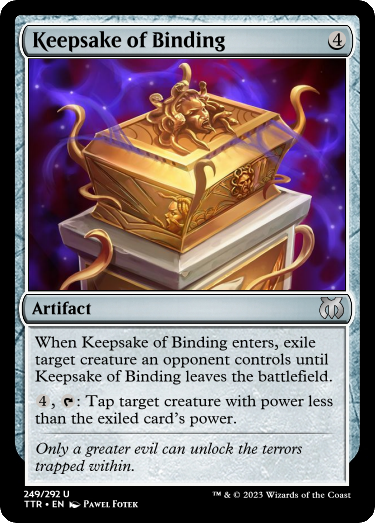 Keepsake of Binding 4
Artifact
When Keepsake of Binding enters, exile
target creature an opponent controls until
Keepsake of Binding leaves the battlefield.
4, : Tap target creature with power less
than the exiled card's power.
Only a greater evil can unlock the terrors
trapped within.
249/292 U
TTR • EN Pawel Fotek
™ & © 2023 Wizards of the Coast